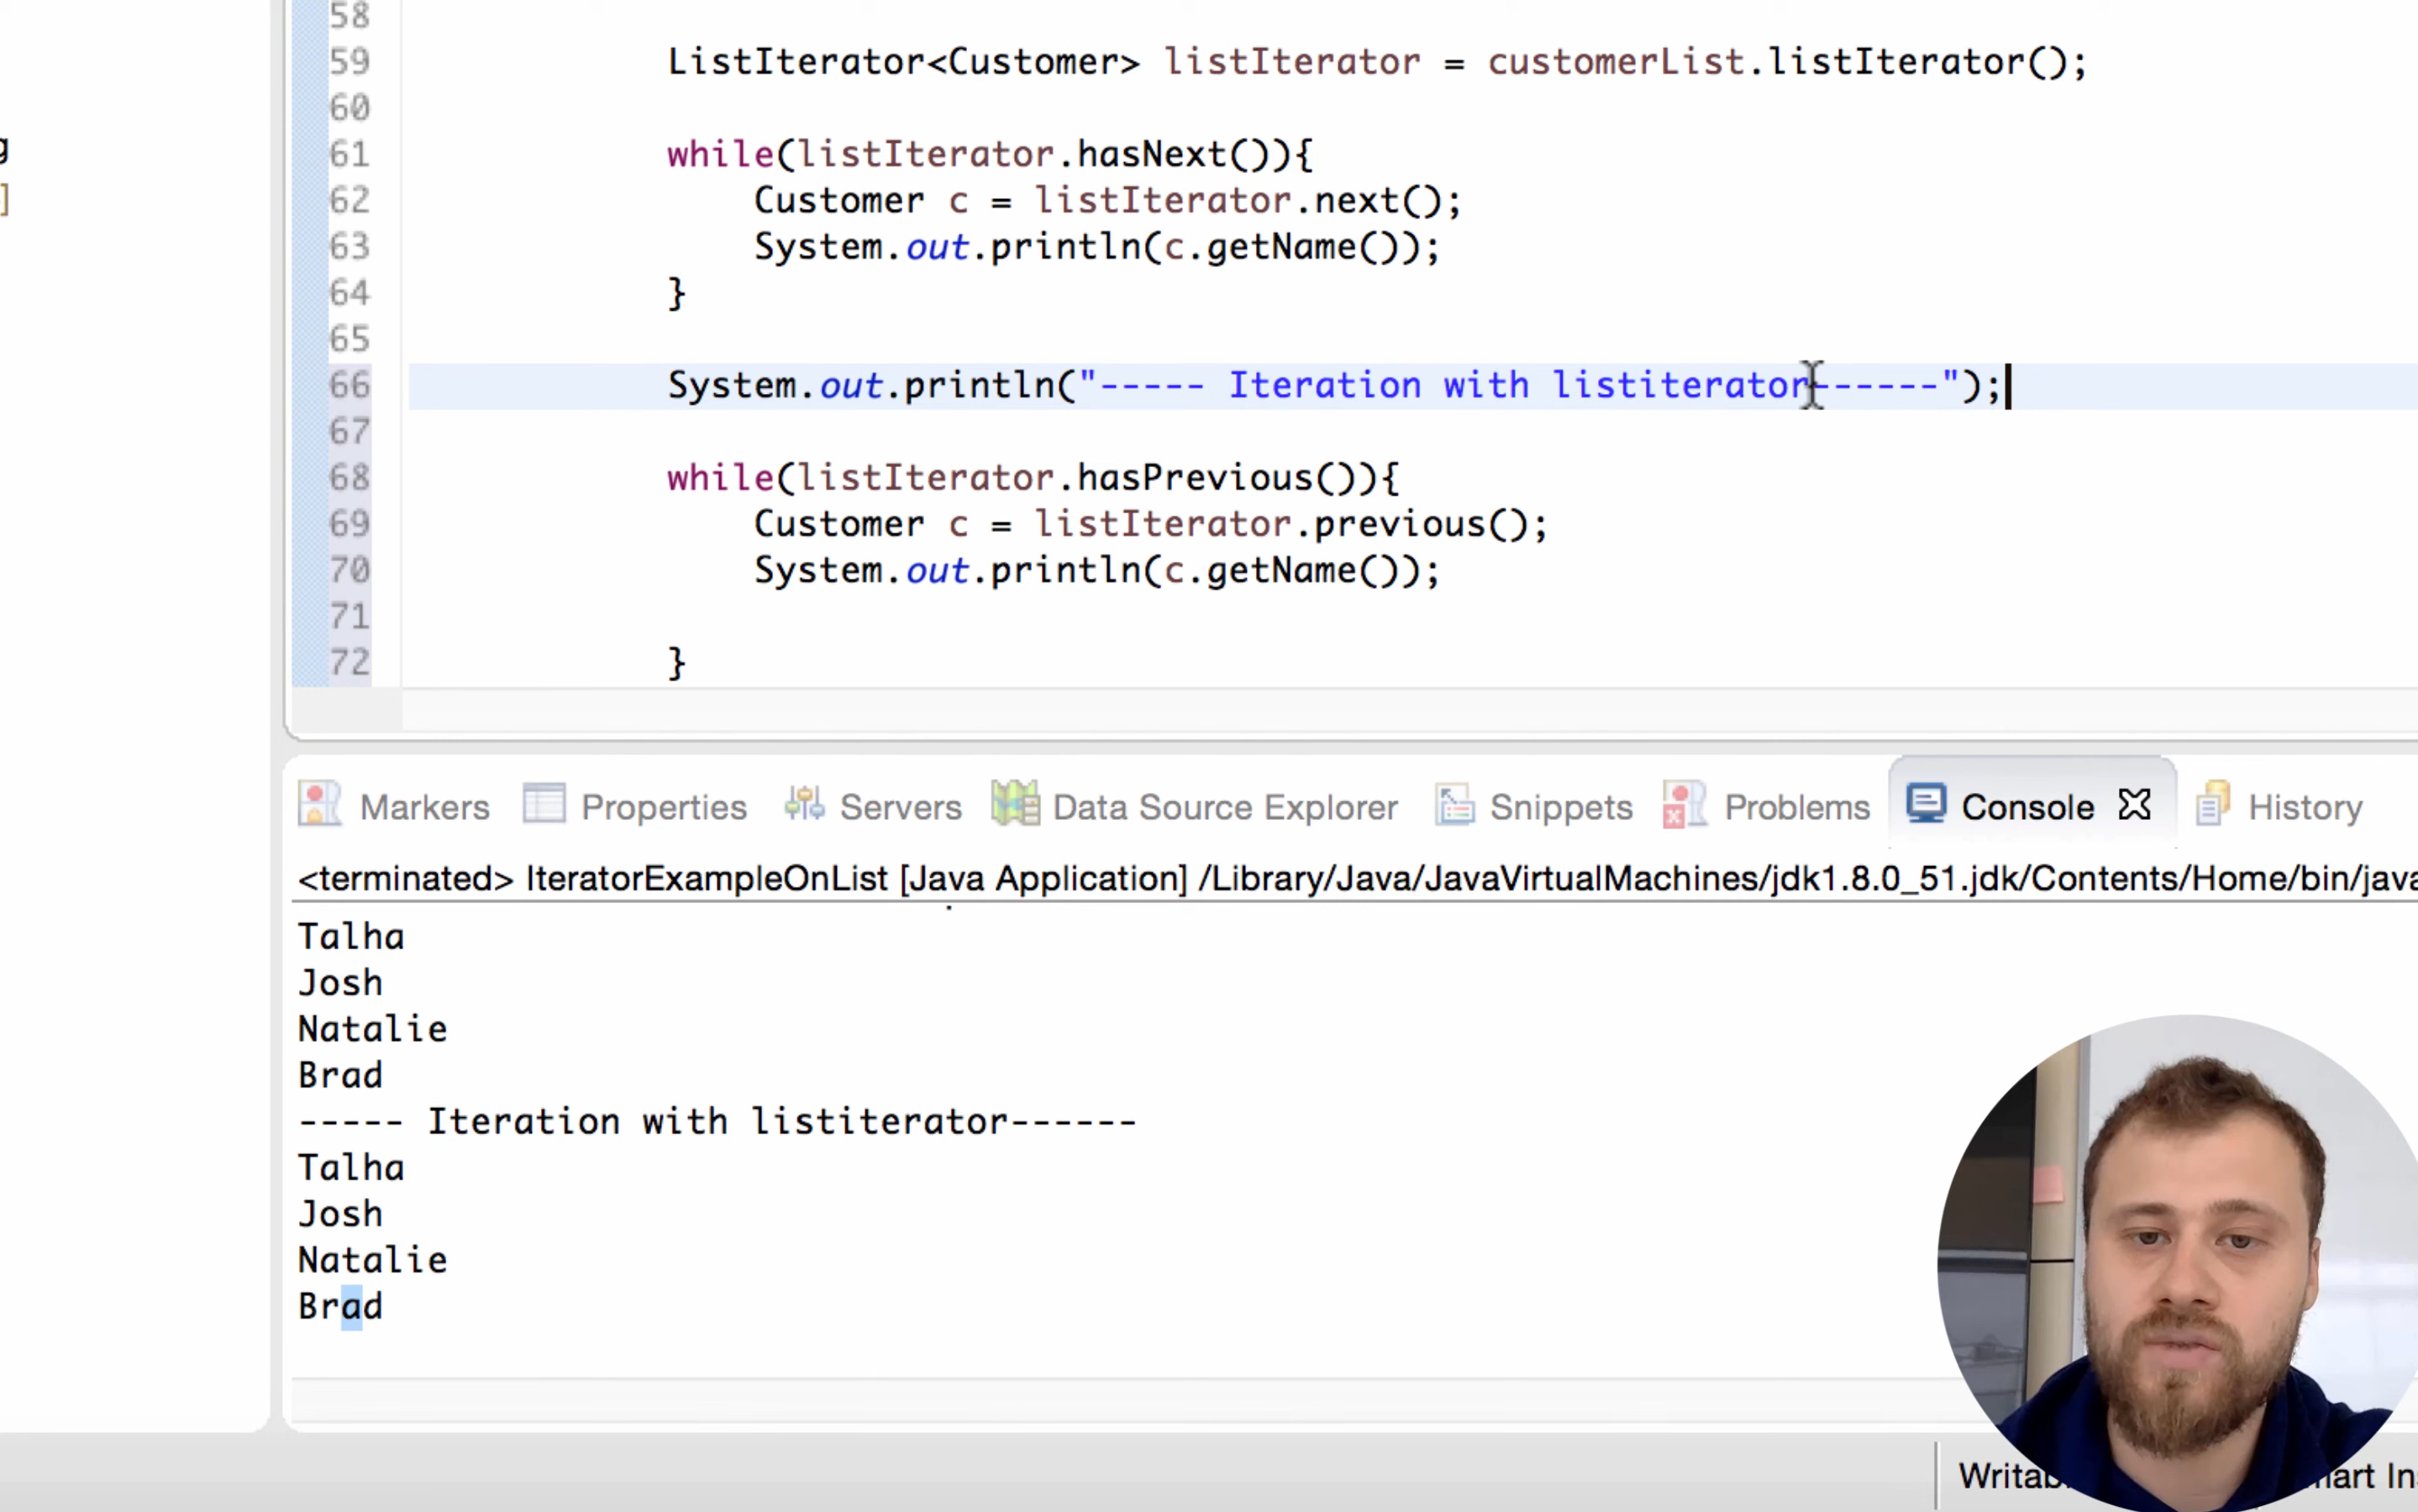 58
59 ListIterator<Customer> listIterator = customerList.listIterator();
60
61 while(listIterator.hasNext()){
62 Customer c = listIterator.next();
63 System.out.println(c.getName());
64 }
65
66 System.out.println("----- Iteration with listiterator------");
67
68 while(listIterator.hasPrevious()){
69 Customer c = listIterator.previous();
70 System.out.println(c.getName());
71
72 }
Markers Properties Servers Data Source Explorer Snippets Problems Console History
<terminated> IteratorExampleOnList [Java Application] /Library/Java/JavaVirtualMachines/jdk1.8.0_51.jdk/Contents/Home/bin/java
Talha
Josh
Natalie
Brad
----- Iteration with listiterator------
Talha
Josh
Natalie
Brad